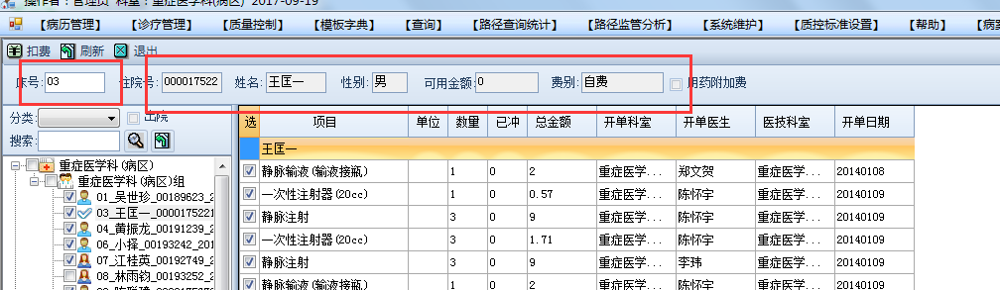 操作者：管理员 科室：重症医学科(病区) 2017-09-19
【病历管理】 【诊疗管理】 【质量控制】 【模板字典】 【查询】 【路径查询统计】 【路径监管分析】 【系统维护】 【质控标准设置】 【帮助】
扣费 刷新 退出
床号: 03 住院号: 000017522 姓名: 王匡一 性别: 男 可用金额: 0 费别: 自费 用药附加费
分类: 出院
搜索:
重症医学科(病区)
重症医学科(病区)组
01_吴世珍_00189623_2
03_王匡一_0000175221
04_黄振龙_00191239_2
06_小择_00193242_201
07_江桂英_00192749_2
08_林雨钧_00193252_2
选 项目 单位 数量 已冲 总金额 开单科室 开单医生 医技科室 开单日期
王匡一
静脉输液(输液接瓶) 1 0 2 重症医学... 郑文贺 重症医学... 20140108
一次性注射器(20cc) 1 0 0.57 重症医学... 陈怀宇 重症医学... 20140109
静脉注射 3 0 9 重症医学... 陈怀宇 重症医学... 20140109
一次性注射器(20cc) 3 0 1.71 重症医学... 陈怀宇 重症医学... 20140109
静脉注射 3 0 9 重症医学... 李玮 重症医学... 20140109
静脉输液(输液接瓶) 1 0 2 重症医学... 陈怀宇 重症医学... 20140109